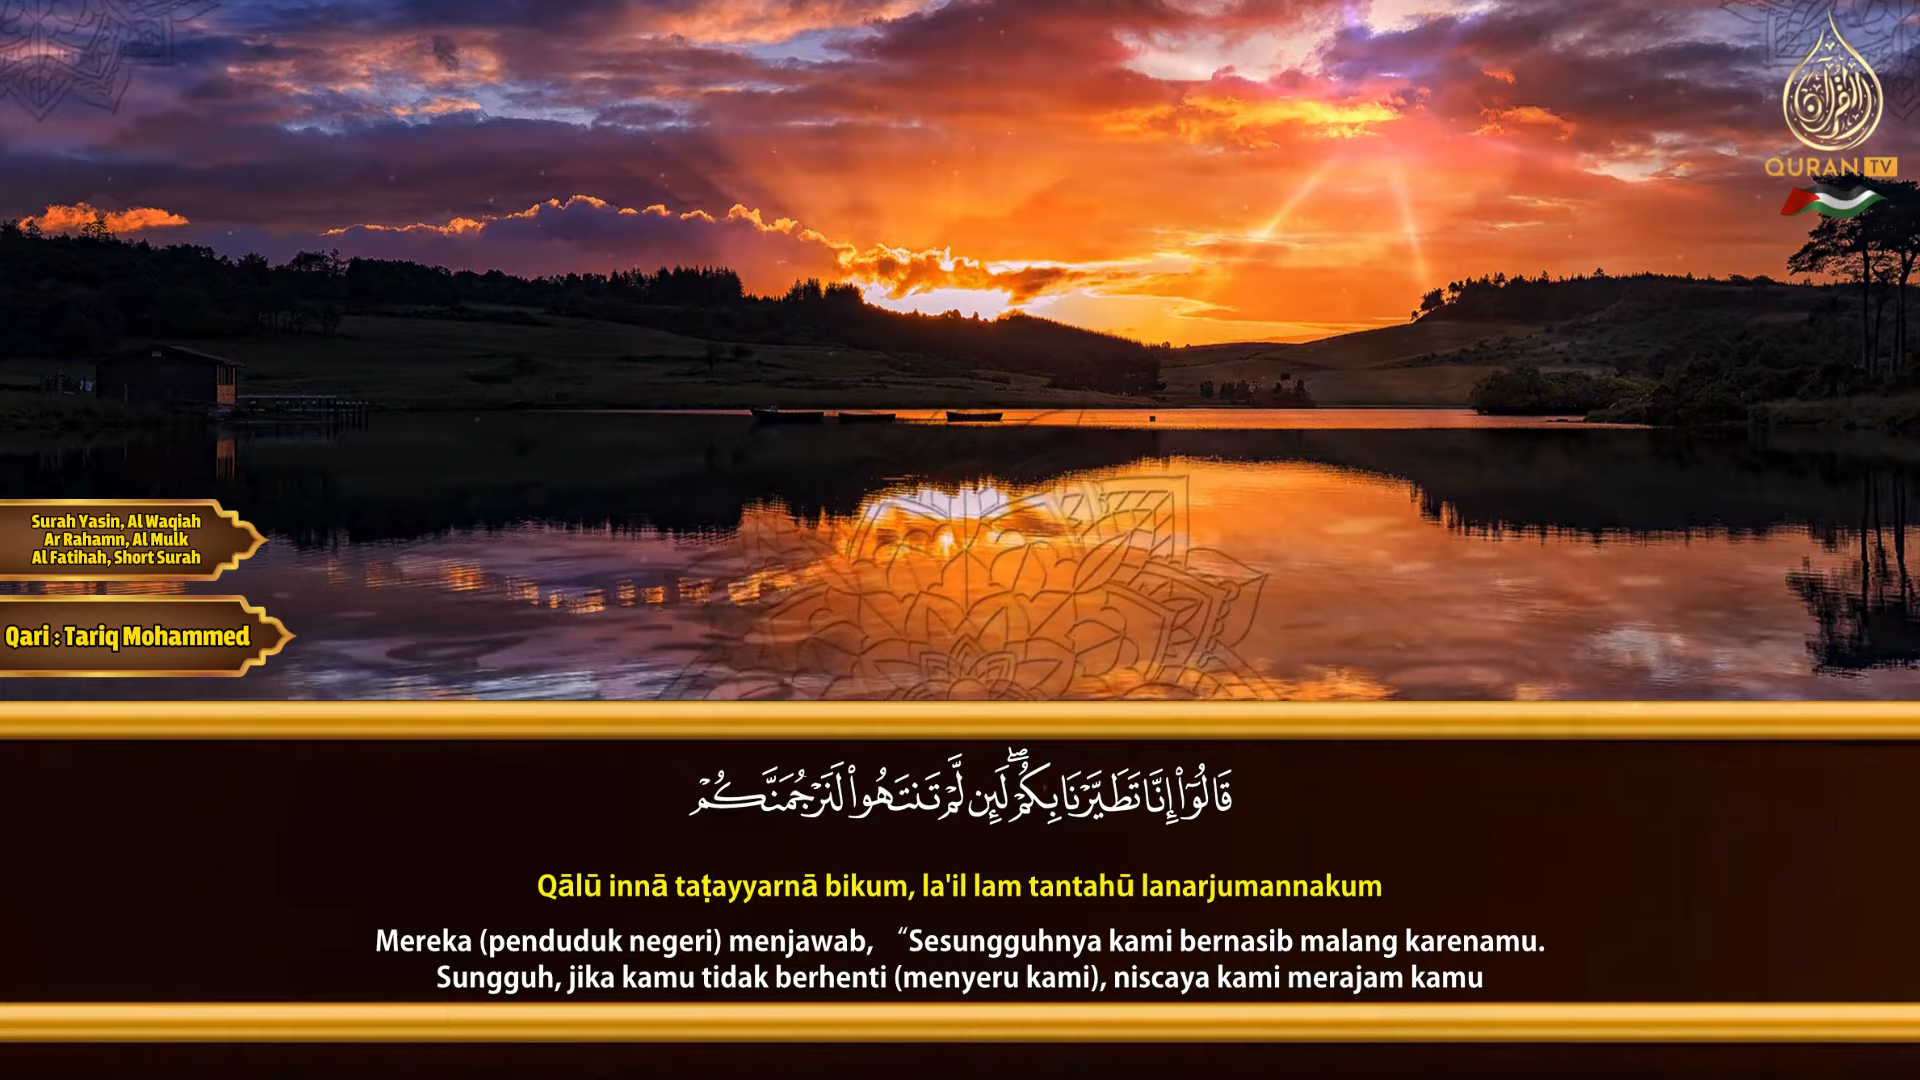 القرآن
QURAN TV
Surah Yasin, Al Waqiah
Ar Rahamn, Al Mulk
Al Fatihah, Short Surah
Qari : Tariq Mohammed
قَالُوٓا۟ إِنَّا تَطَيَّرْنَا بِكُمْ ۖ لَئِن لَّمْ تَنتَهُوا۟ لَنَرْجُمَنَّكُمْ
Qālū innā taṭayyarnā bikum, la'il lam tantahū lanarjumannakum
Mereka (penduduk negeri) menjawab, “Sesungguhnya kami bernasib malang karenamu.
Sungguh, jika kamu tidak berhenti (menyeru kami), niscaya kami merajam kamu